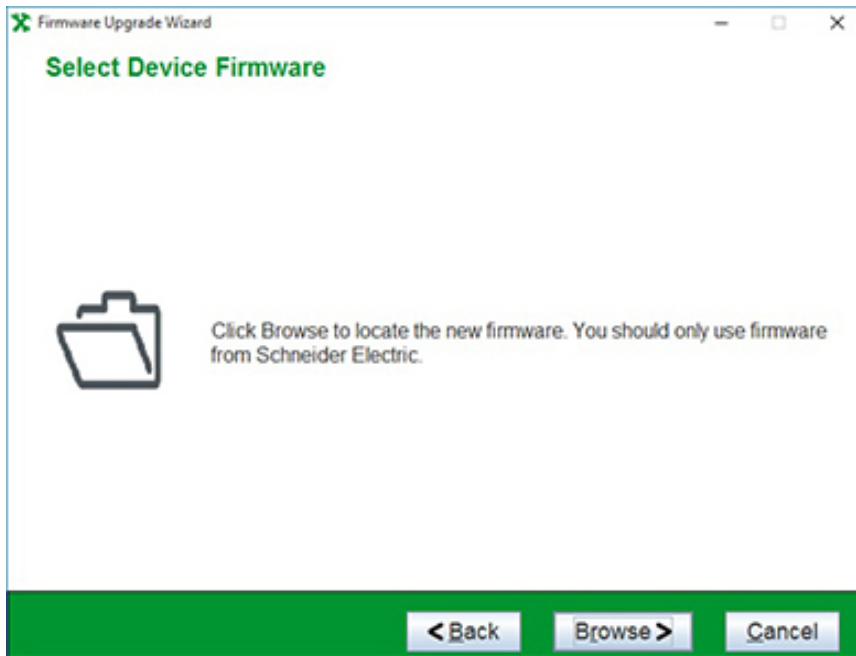 Firmware Upgrade Wizard
Select Device Firmware
Click Browse to locate the new firmware. You should only use firmware
from Schneider Electric.
< Back
Browse >
Cancel